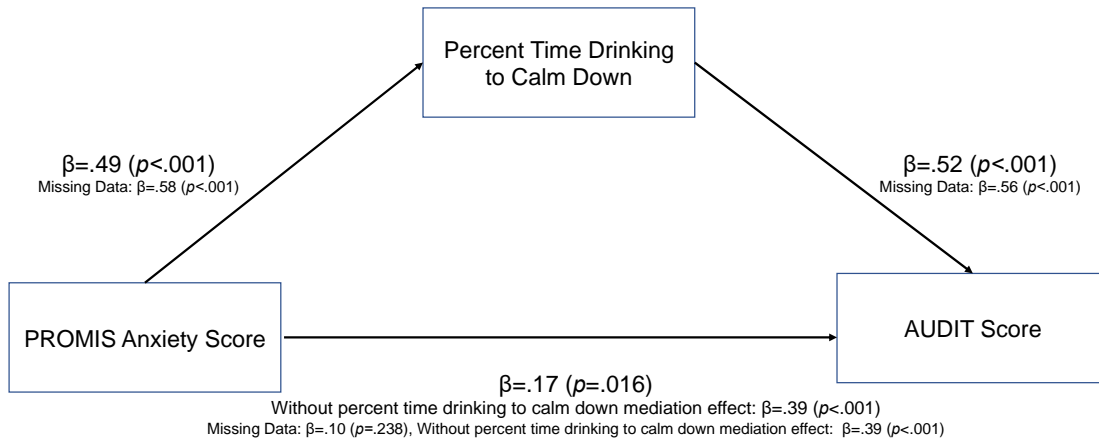 Percent Time Drinking
to Calm Down
β=.49 (p<.001)
Missing Data: β=.58 (p<.001)
β=.52 (p<.001)
Missing Data: β=.56 (p<.001)
PROMIS Anxiety Score
AUDIT Score
β=.17 (p=.016)
Without percent time drinking to calm down mediation effect: β=.39 (p<.001)
Missing Data: β=.10 (p=.238), Without percent time drinking to calm down mediation effect: β=.39 (p<.001)